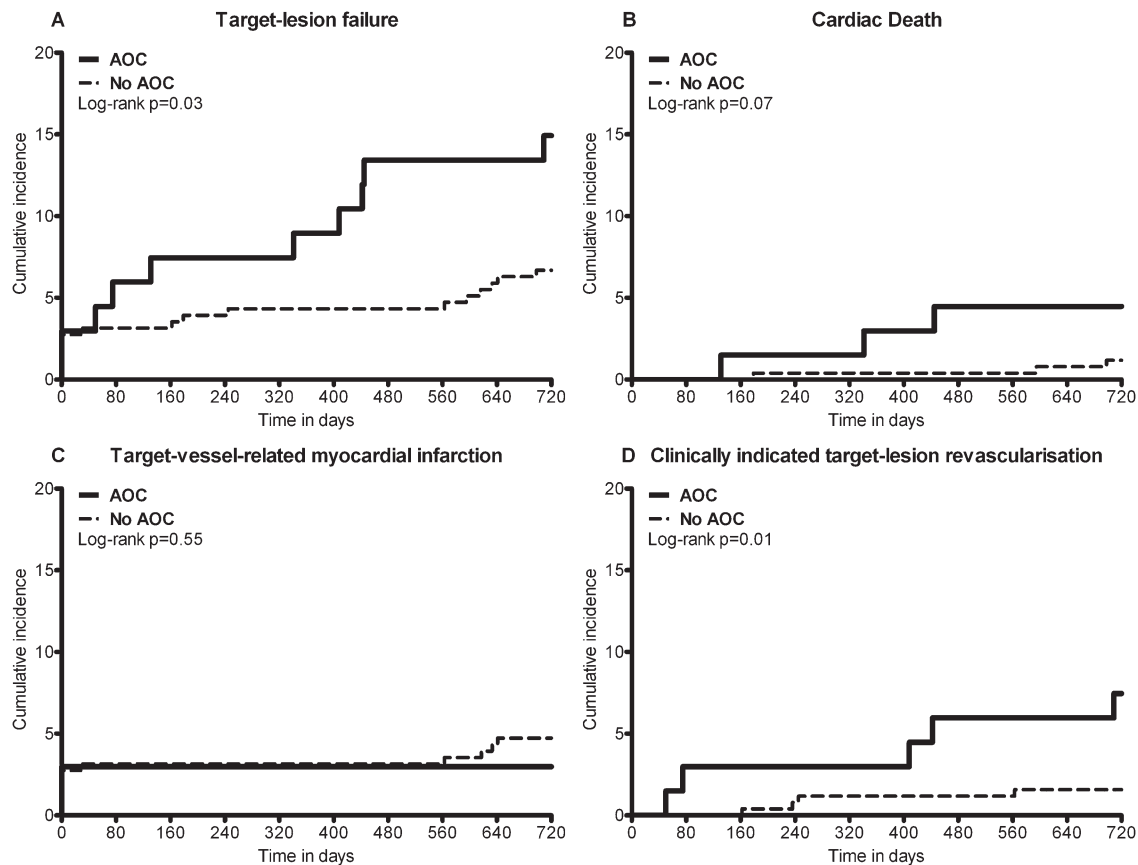 A Target-lesion failure
20
15
10
5
0
Cumulative incidence
AOC
No AOC
Log-rank p=0.03
0 80 160 240 320 400 480 560 640 720
Time in days
B Cardiac Death
20
15
10
5
0
Cumulative incidence
AOC
No AOC
Log-rank p=0.07
0 80 160 240 320 400 480 560 640 720
Time in days
C Target-vessel-related myocardial infarction
20
15
10
5
0
Cumulative incidence
AOC
No AOC
Log-rank p=0.55
0 80 160 240 320 400 480 560 640 720
Time in days
D Clinically indicated target-lesion revascularisation
20
15
10
5
0
Cumulative incidence
AOC
No AOC
Log-rank p=0.01
0 80 160 240 320 400 480 560 640 720
Time in days